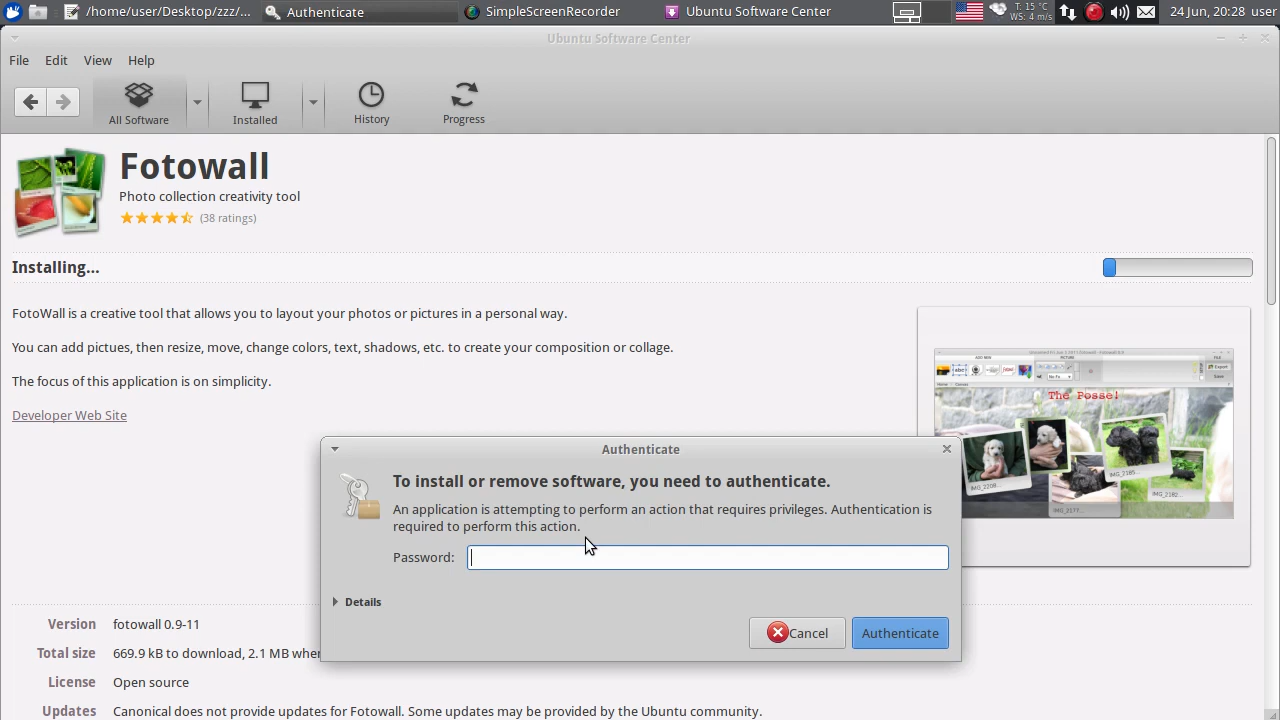 /home/user/Desktop/zzz/...
Authenticate
SimpleScreenRecorder
Ubuntu Software Center
T: 15 °C
WS: 4 m/s
24 Jun, 20:28
user
Ubuntu Software Center
File Edit View Help
All Software
Installed
History
Progress
Fotowall
Photo collection creativity tool
(38 ratings)
Installing...
FotoWall is a creative tool that allows you to layout your photos or pictures in a personal way.
You can add pictues, then resize, move, change colors, text, shadows, etc. to create your composition or collage.
The focus of this application is on simplicity.
Developer Web Site
The Posse!
Authenticate
To install or remove software, you need to authenticate.
An application is attempting to perform an action that requires privileges. Authentication is
required to perform this action.
Password:
Details
Cancel
Authenticate
Version fotowall 0.9-11
Total size 669.9 kB to download, 2.1 MB when
License Open source
Updates Canonical does not provide updates for Fotowall. Some updates may be provided by the Ubuntu community.